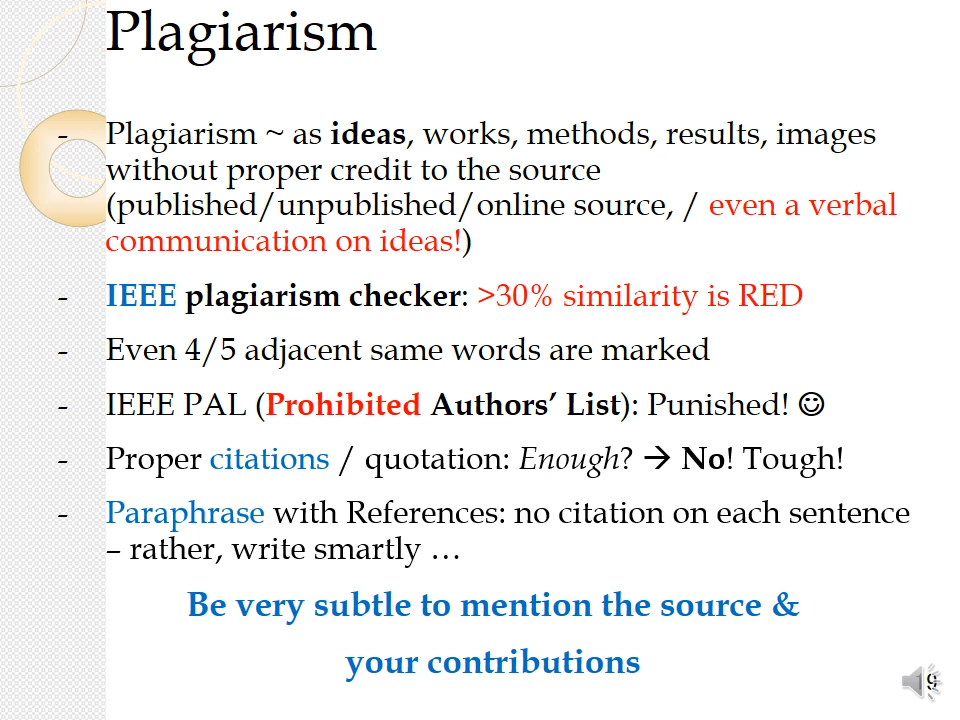 Plagiarism
- Plagiarism ~ as ideas, works, methods, results, images
without proper credit to the source
(published/unpublished/online source, / even a verbal
communication on ideas!)
- IEEE plagiarism checker: >30% similarity is RED
- Even 4/5 adjacent same words are marked
- IEEE PAL (Prohibited Authors’ List): Punished! ☺
- Proper citations / quotation: Enough? → No! Tough!
- Paraphrase with References: no citation on each sentence
– rather, write smartly …
Be very subtle to mention the source &
your contributions